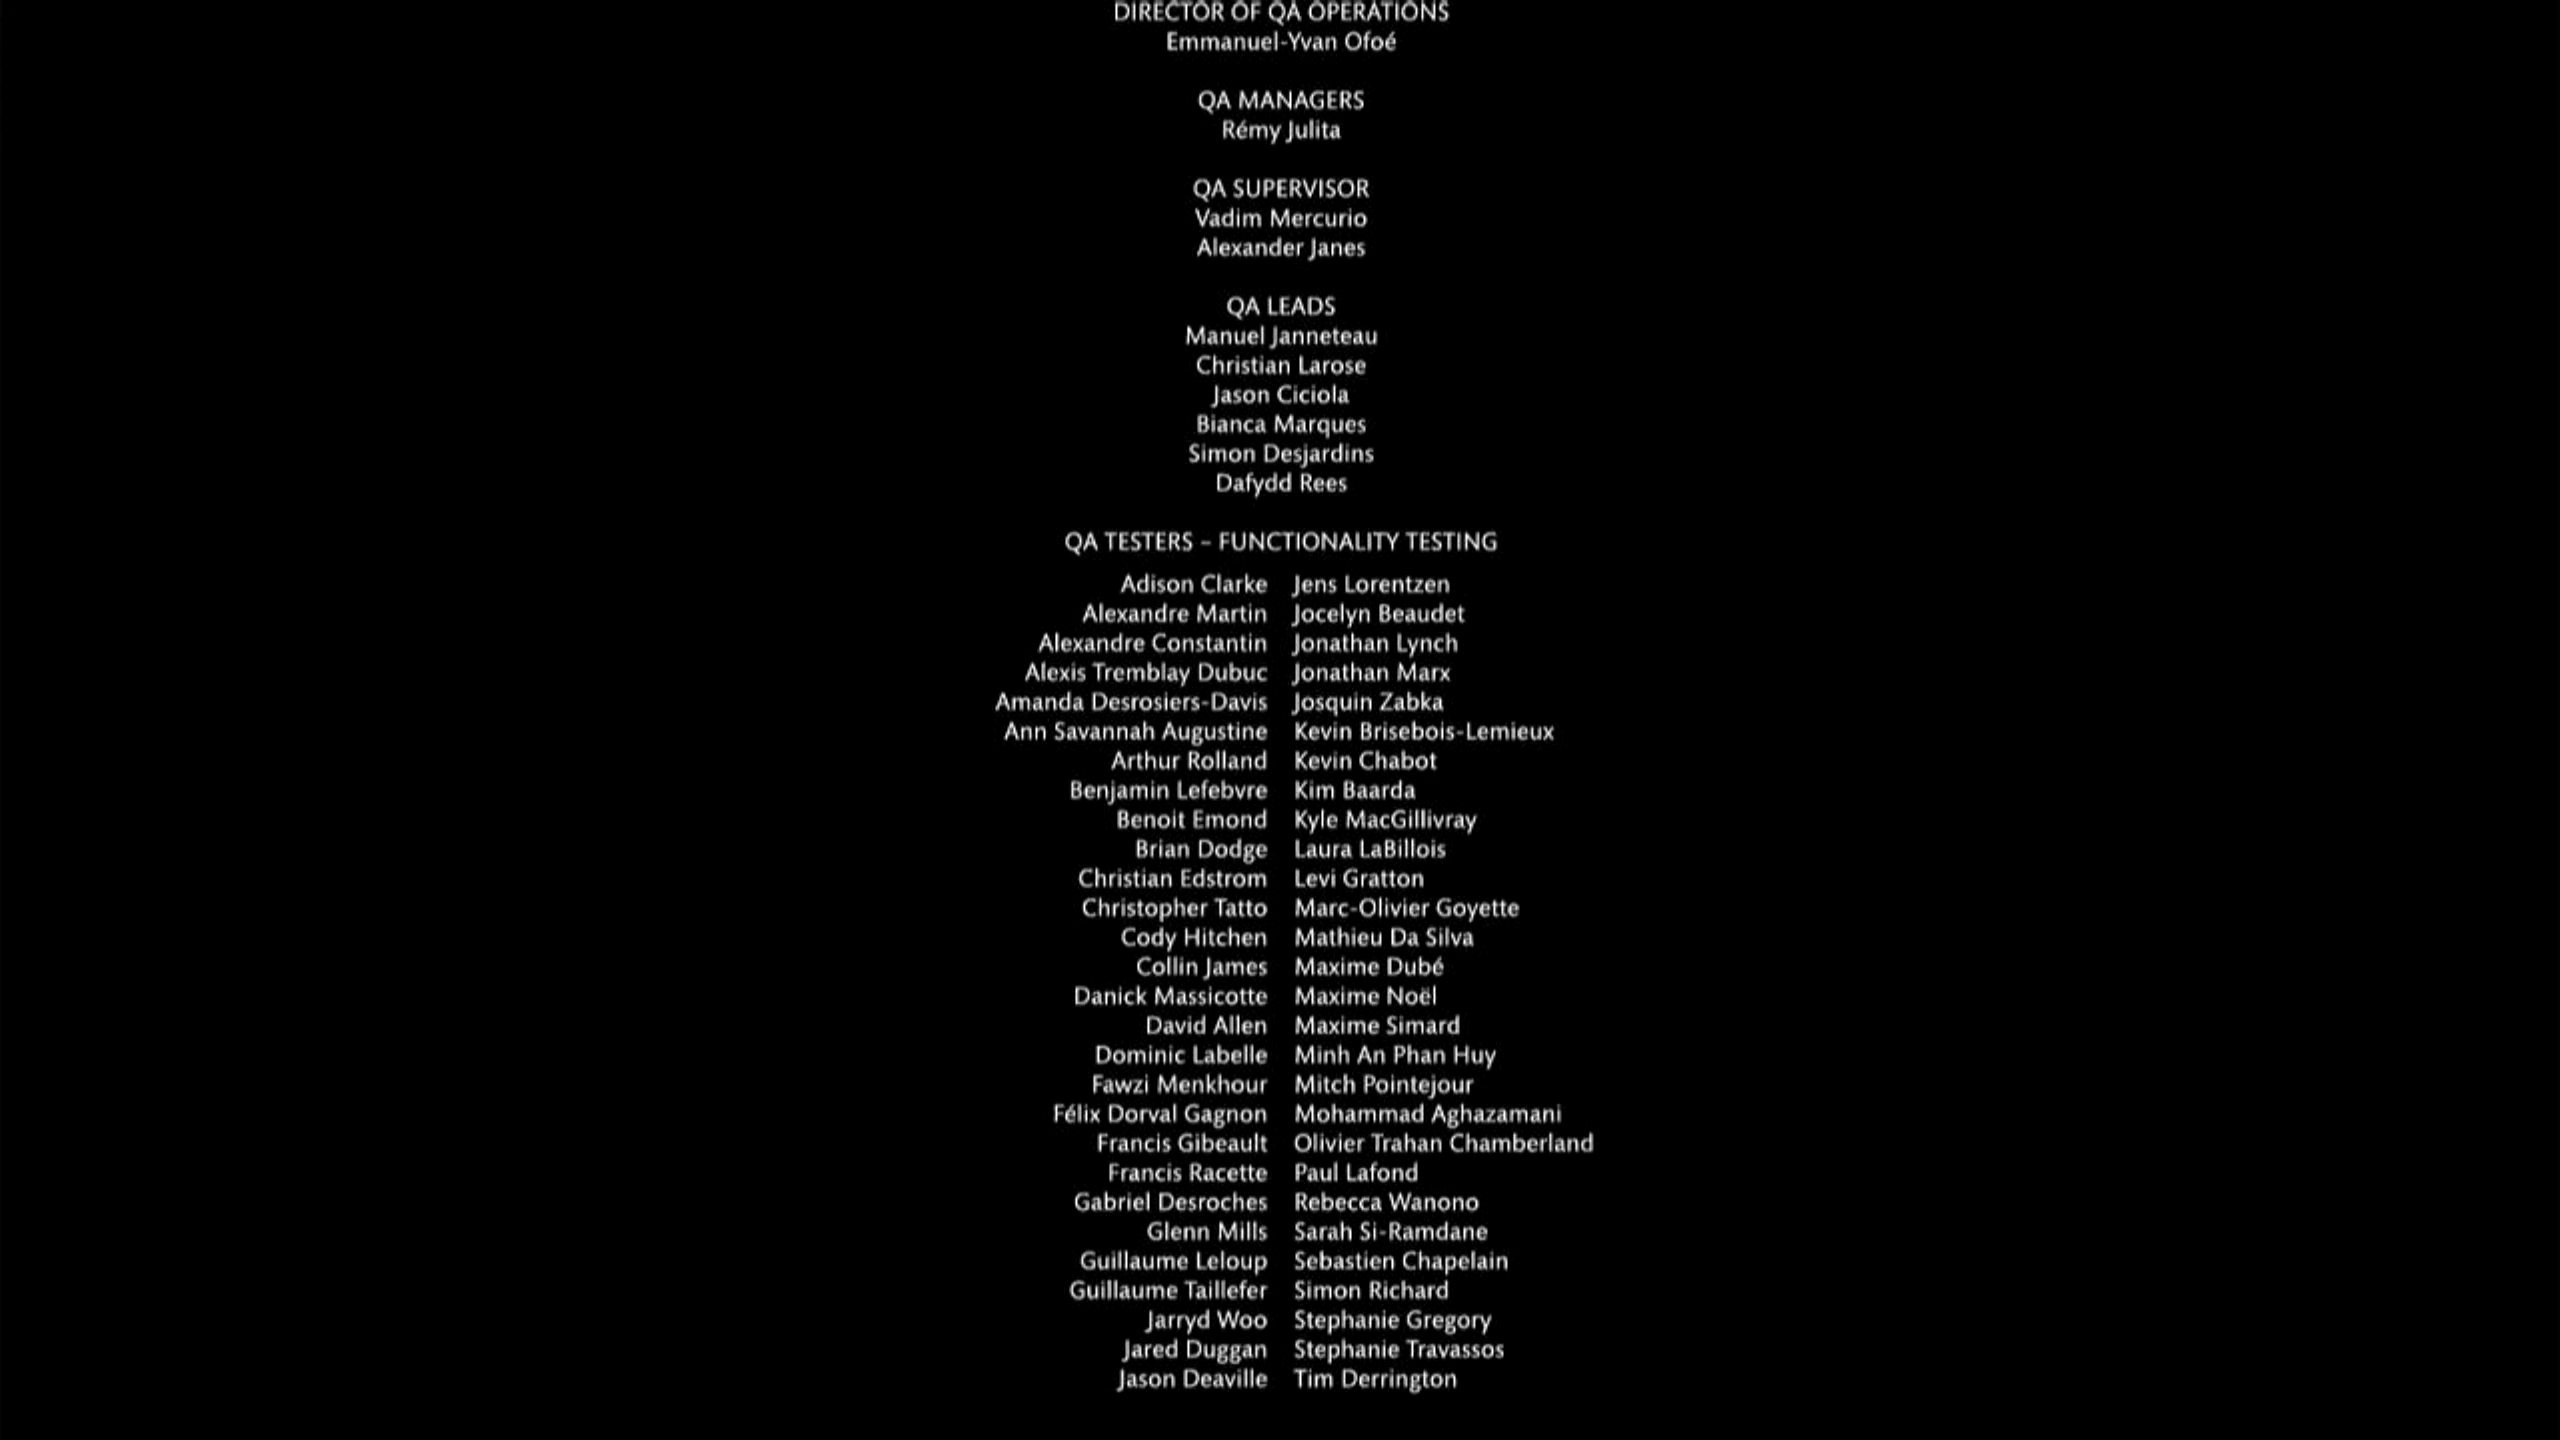 DIRECTOR OF QA OPERATIONS
Emmanuel-Yvan Ofoé
QA MANAGERS
Rémy Julita
QA SUPERVISOR
Vadim Mercurio
Alexander Janes
QA LEADS
Manuel Janneteau
Christian Larose
Jason Ciciola
Bianca Marques
Simon Desjardins
Dafydd Rees
QA TESTERS – FUNCTIONALITY TESTING
Adison Clarke Jens Lorentzen
Alexandre Martin Jocelyn Beaudet
Alexandre Constantin Jonathan Lynch
Alexis Tremblay Dubuc Jonathan Marx
Amanda Desrosiers-Davis Josquin Zabka
Ann Savannah Augustine Kevin Brisebois-Lemieux
Arthur Rolland Kevin Chabot
Benjamin Lefebvre Kim Baarda
Benoit Emond Kyle MacGillivray
Brian Dodge Laura LaBillois
Christian Edstrom Levi Gratton
Christopher Tatto Marc-Olivier Goyette
Cody Hitchen Mathieu Da Silva
Collin James Maxime Dubé
Danick Massicotte Maxime Noël
David Allen Maxime Simard
Dominic Labelle Minh An Phan Huy
Fawzi Menkhour Mitch Pointejour
Félix Dorval Gagnon Mohammad Aghazamani
Francis Gibeault Olivier Trahan Chamberland
Francis Racette Paul Lafond
Gabriel Desroches Rebecca Wanono
Glenn Mills Sarah Si-Ramdane
Guillaume Leloup Sebastien Chapelain
Guillaume Taillefer Simon Richard
Jarryd Woo Stephanie Gregory
Jared Duggan Stephanie Travassos
Jason Deaville Tim Derrington